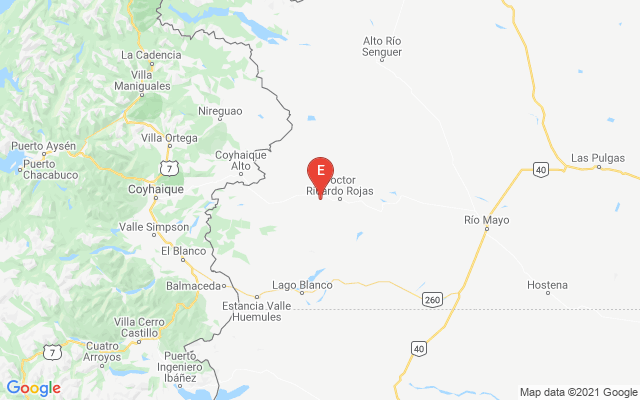 Alto Río
Senguer
La Cadencia
Villa
Maniguales
Nireguao
Villa Ortega
Puerto Aysén
Puerto
Chacabuco
7
Coyhaique
Alto
Coyhaique
E
octor
Ricardo Rojas
40
Las Pulgas
Río Mayo
Valle Simpson
El Blanco
Balmaceda
Lago Blanco
Estancia Valle
Huemules
260
Hostena
Villa Cerro
Castillo
7
Cuatro
Arroyos
Puerto
Ingeniero
Ibáñez
40
Google
Map data ©2021 Google